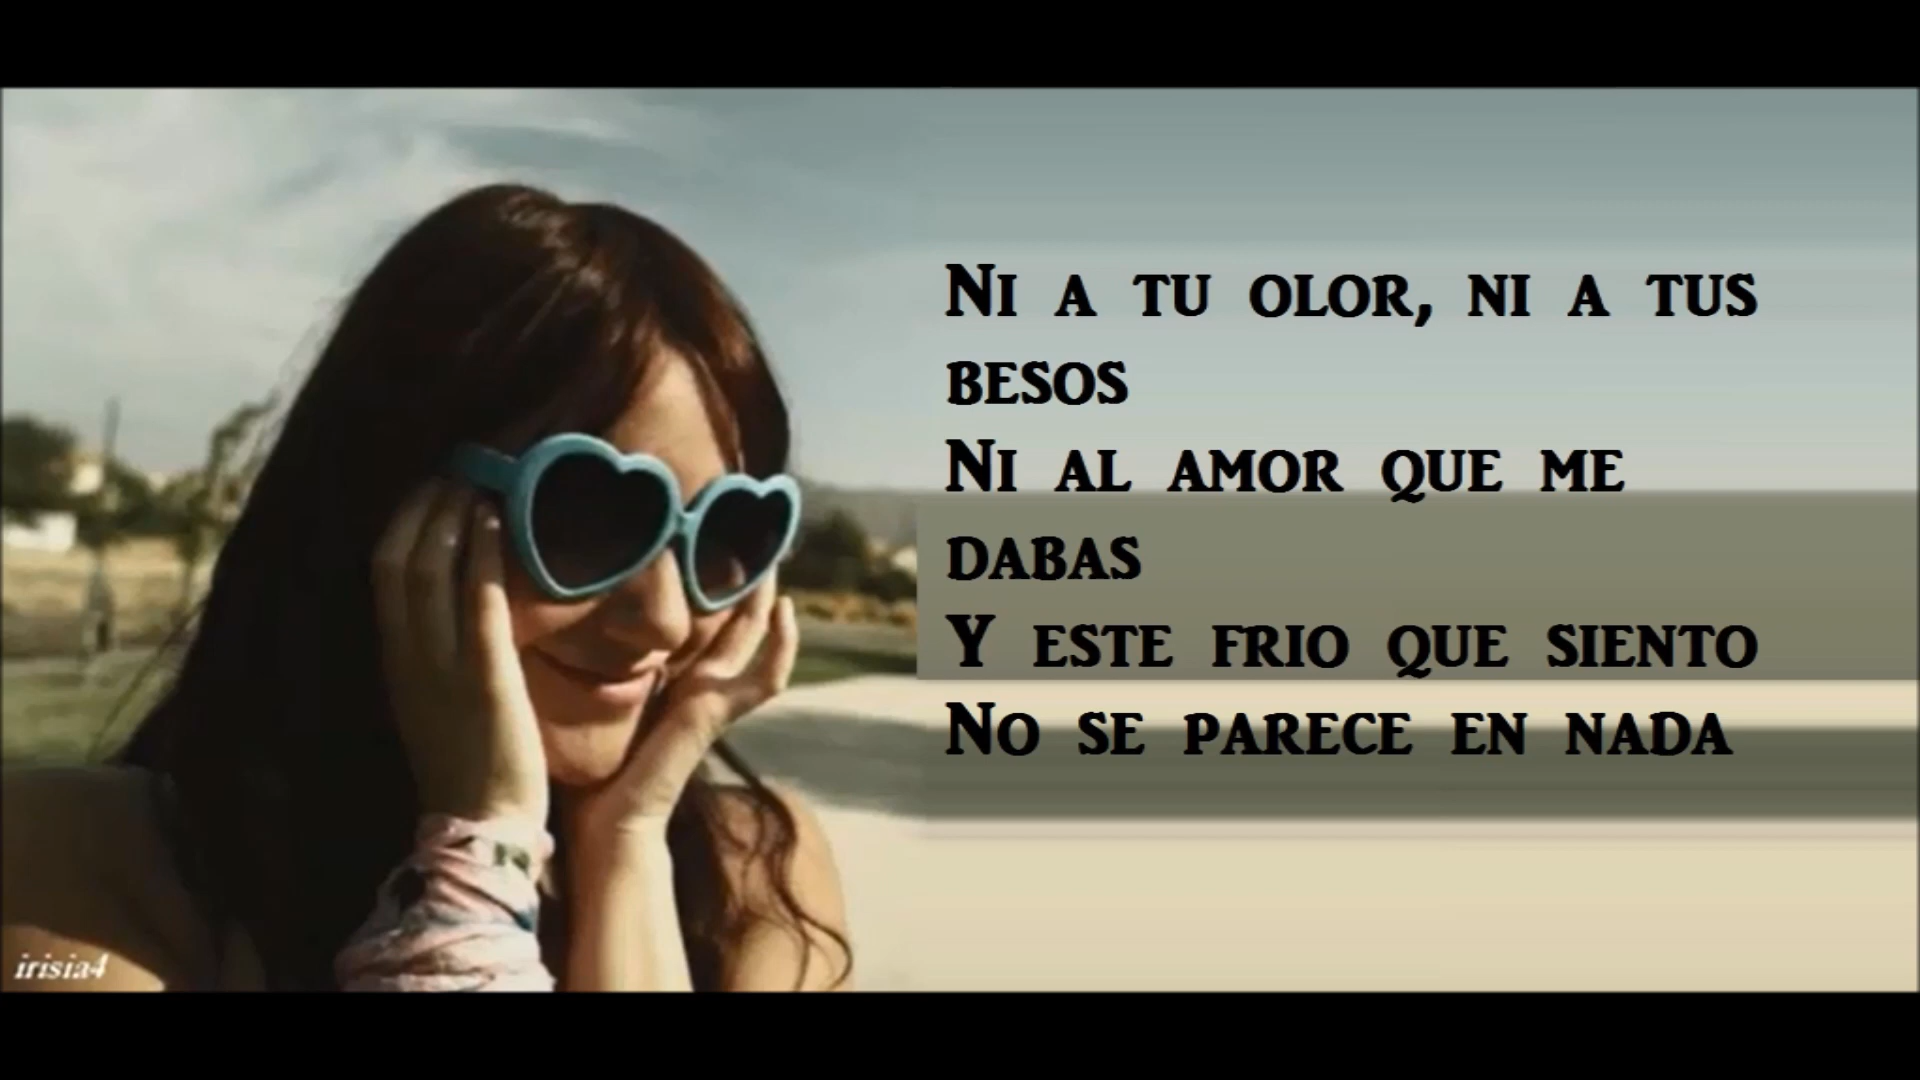 Ni a tu olor, ni a tus
besos
Ni al amor que me
dabas
Y este frio que siento
No se parece en nada
irisia4